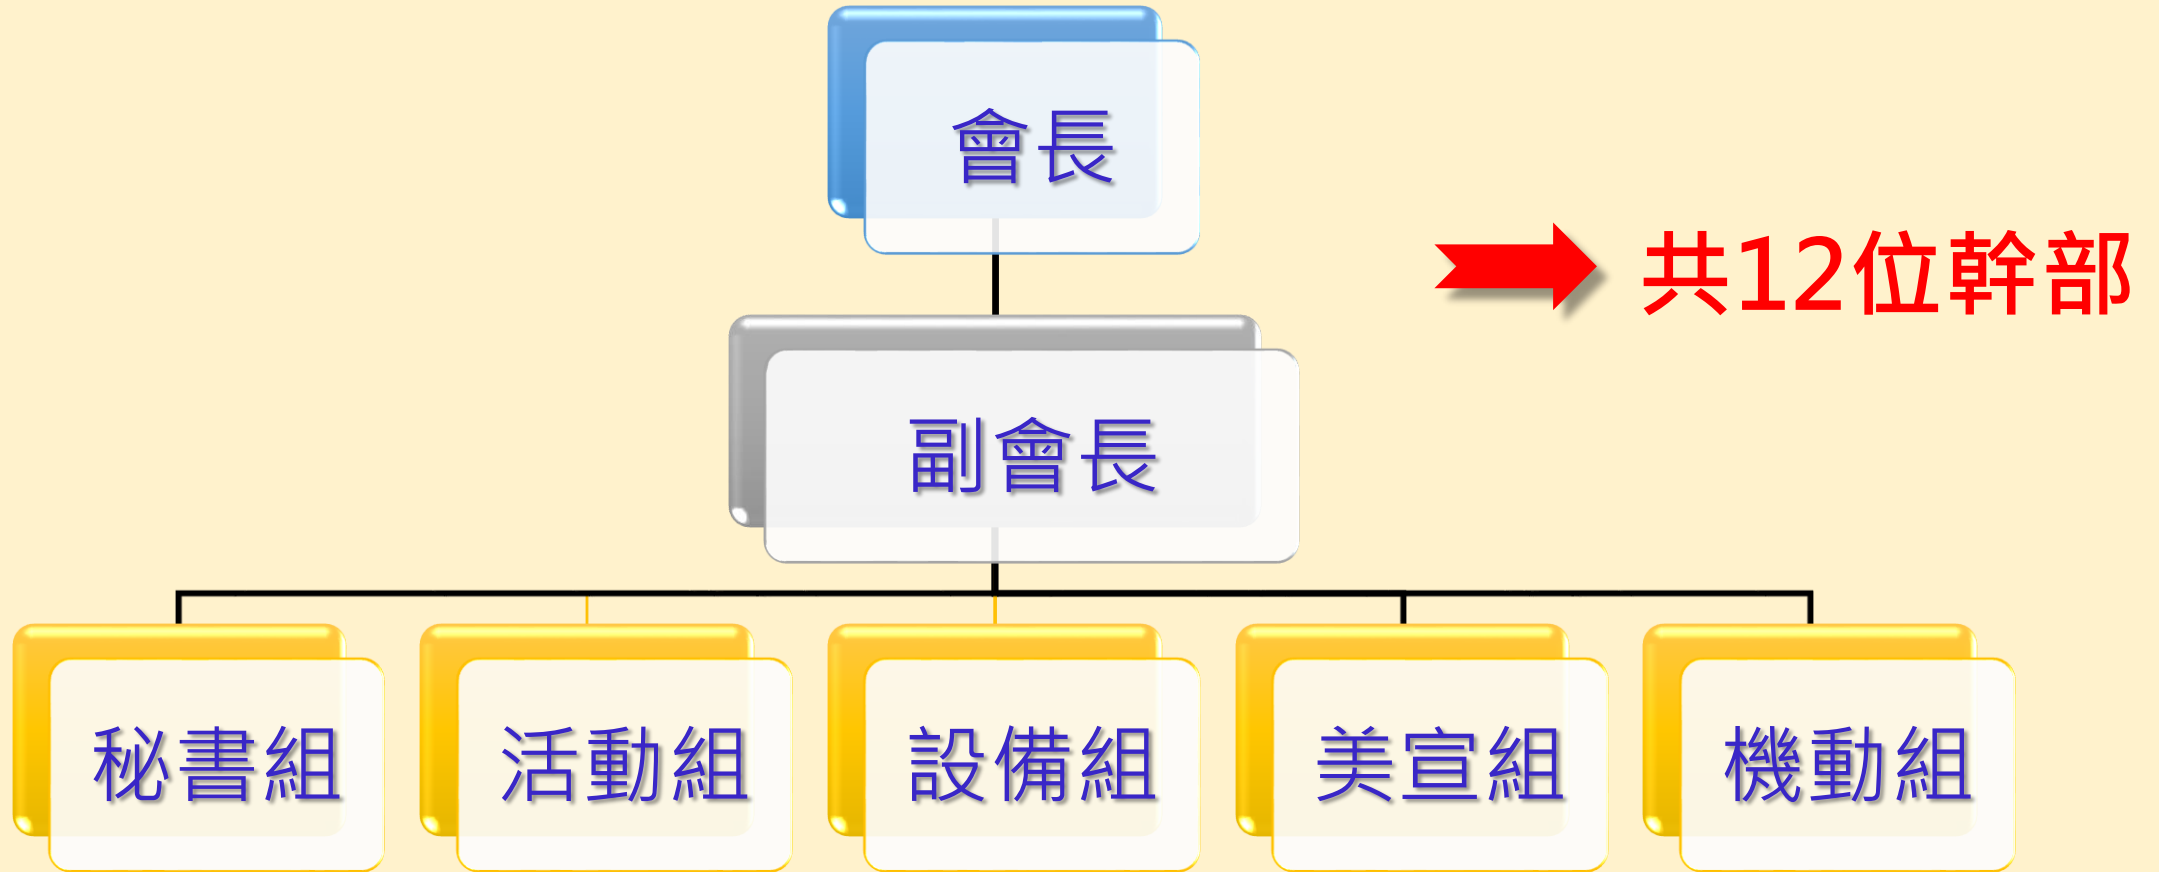 會長
共12位幹部
副會長
秘書組
活動組
設備組
美宣組
機動組